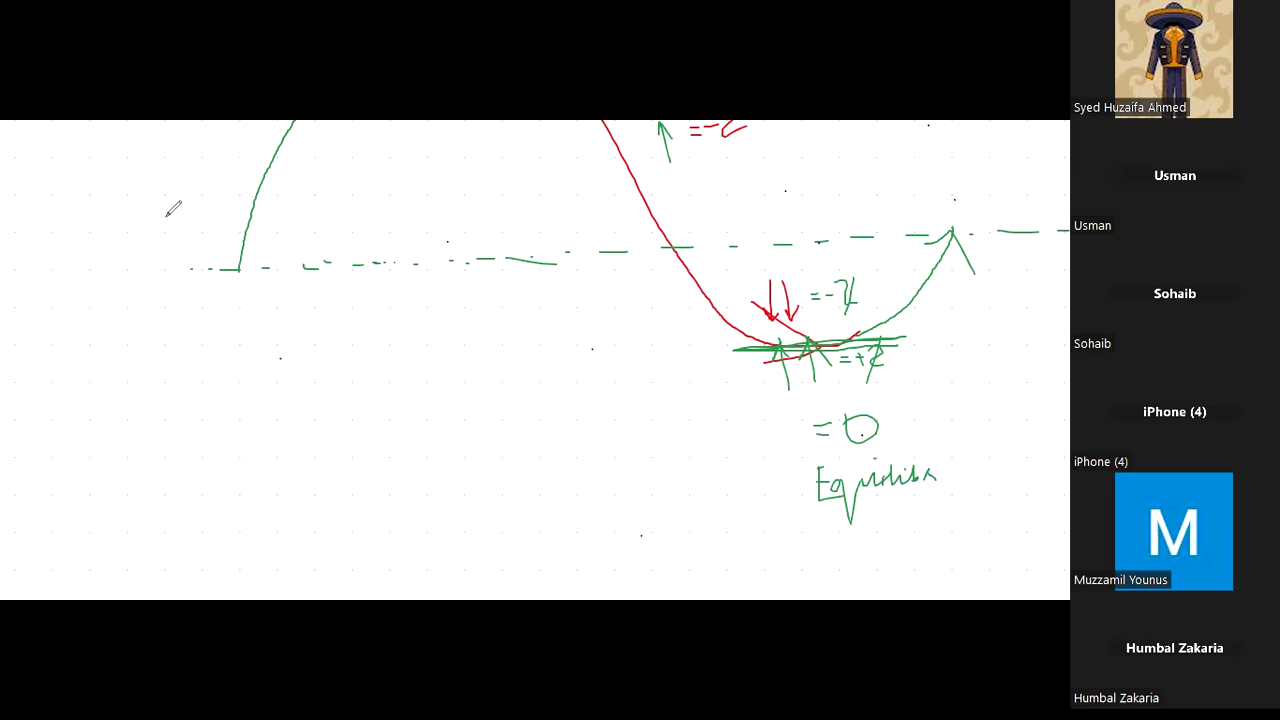 = -2
= -2
= +2
= 0
Equilib
Syed Huzaifa Ahmed
Usman
Usman
Sohaib
Sohaib
iPhone (4)
iPhone (4)
M
Muzzamil Younus
Humbal Zakaria
Humbal Zakaria